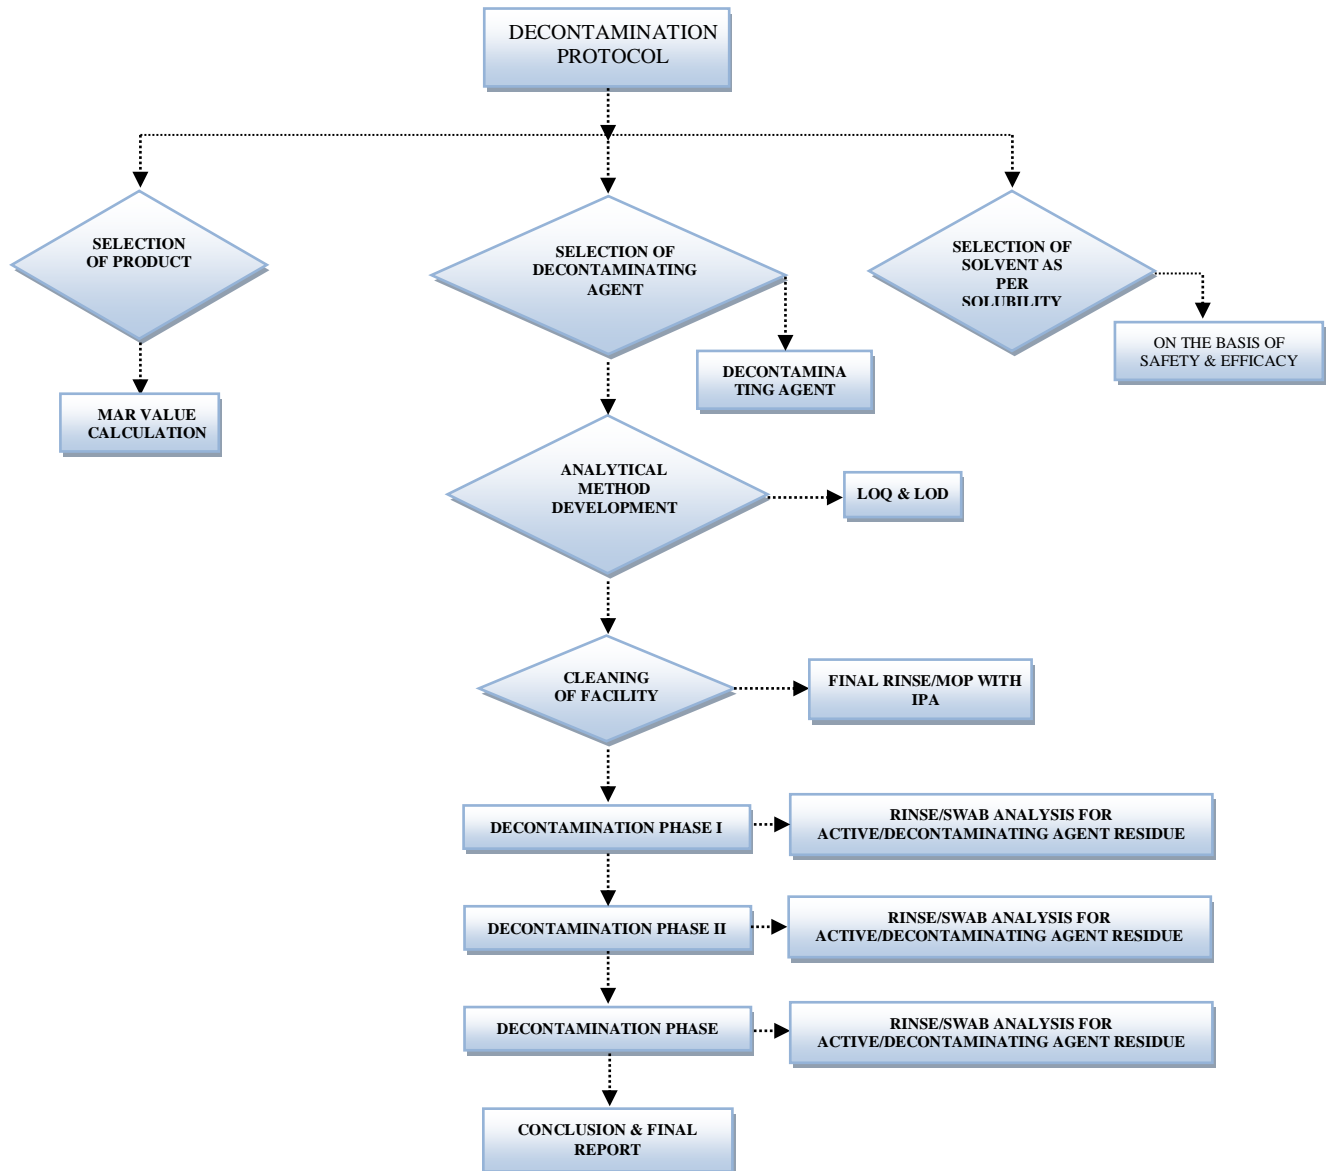 DECONTAMINATION
PROTOCOL
SELECTION
OF PRODUCT
SELECTION OF
DECONTAMINATING
AGENT
SELECTION OF
SOLVENT AS
PER
SOLUBILITY
ON THE BASIS OF
SAFETY & EFFICACY
DECONTAMINA
TING AGENT
MAR VALUE
CALCULATION
ANALYTICAL
METHOD
DEVELOPMENT
LOQ & LOD
CLEANING
OF FACILITY
FINAL RINSE/MOP WITH
IPA
DECONTAMINATION PHASE I
RINSE/SWAB ANALYSIS FOR
ACTIVE/DECONTAMINATING AGENT RESIDUE
DECONTAMINATION PHASE II
RINSE/SWAB ANALYSIS FOR
ACTIVE/DECONTAMINATING AGENT RESIDUE
DECONTAMINATION PHASE
RINSE/SWAB ANALYSIS FOR
ACTIVE/DECONTAMINATING AGENT RESIDUE
CONCLUSION & FINAL
REPORT